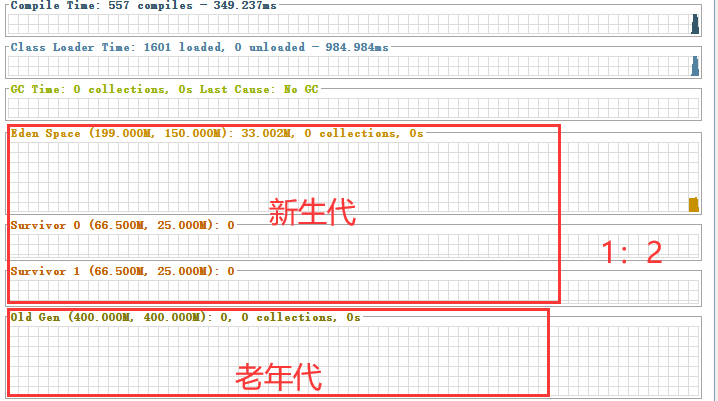 Compile Time: 557 compiles - 349.237ms
Class Loader Time: 1601 loaded, 0 unloaded - 984.984ms
GC Time: 0 collections, 0s Last Cause: No GC
Eden Space (199.000M, 150.000M): 33.002M, 0 collections, 0s
新生代
Survivor 0 (66.500M, 25.000M): 0
1：2
Survivor 1 (66.500M, 25.000M): 0
Old Gen (400.000M, 400.000M): 0, 0 collections, 0s
老年代